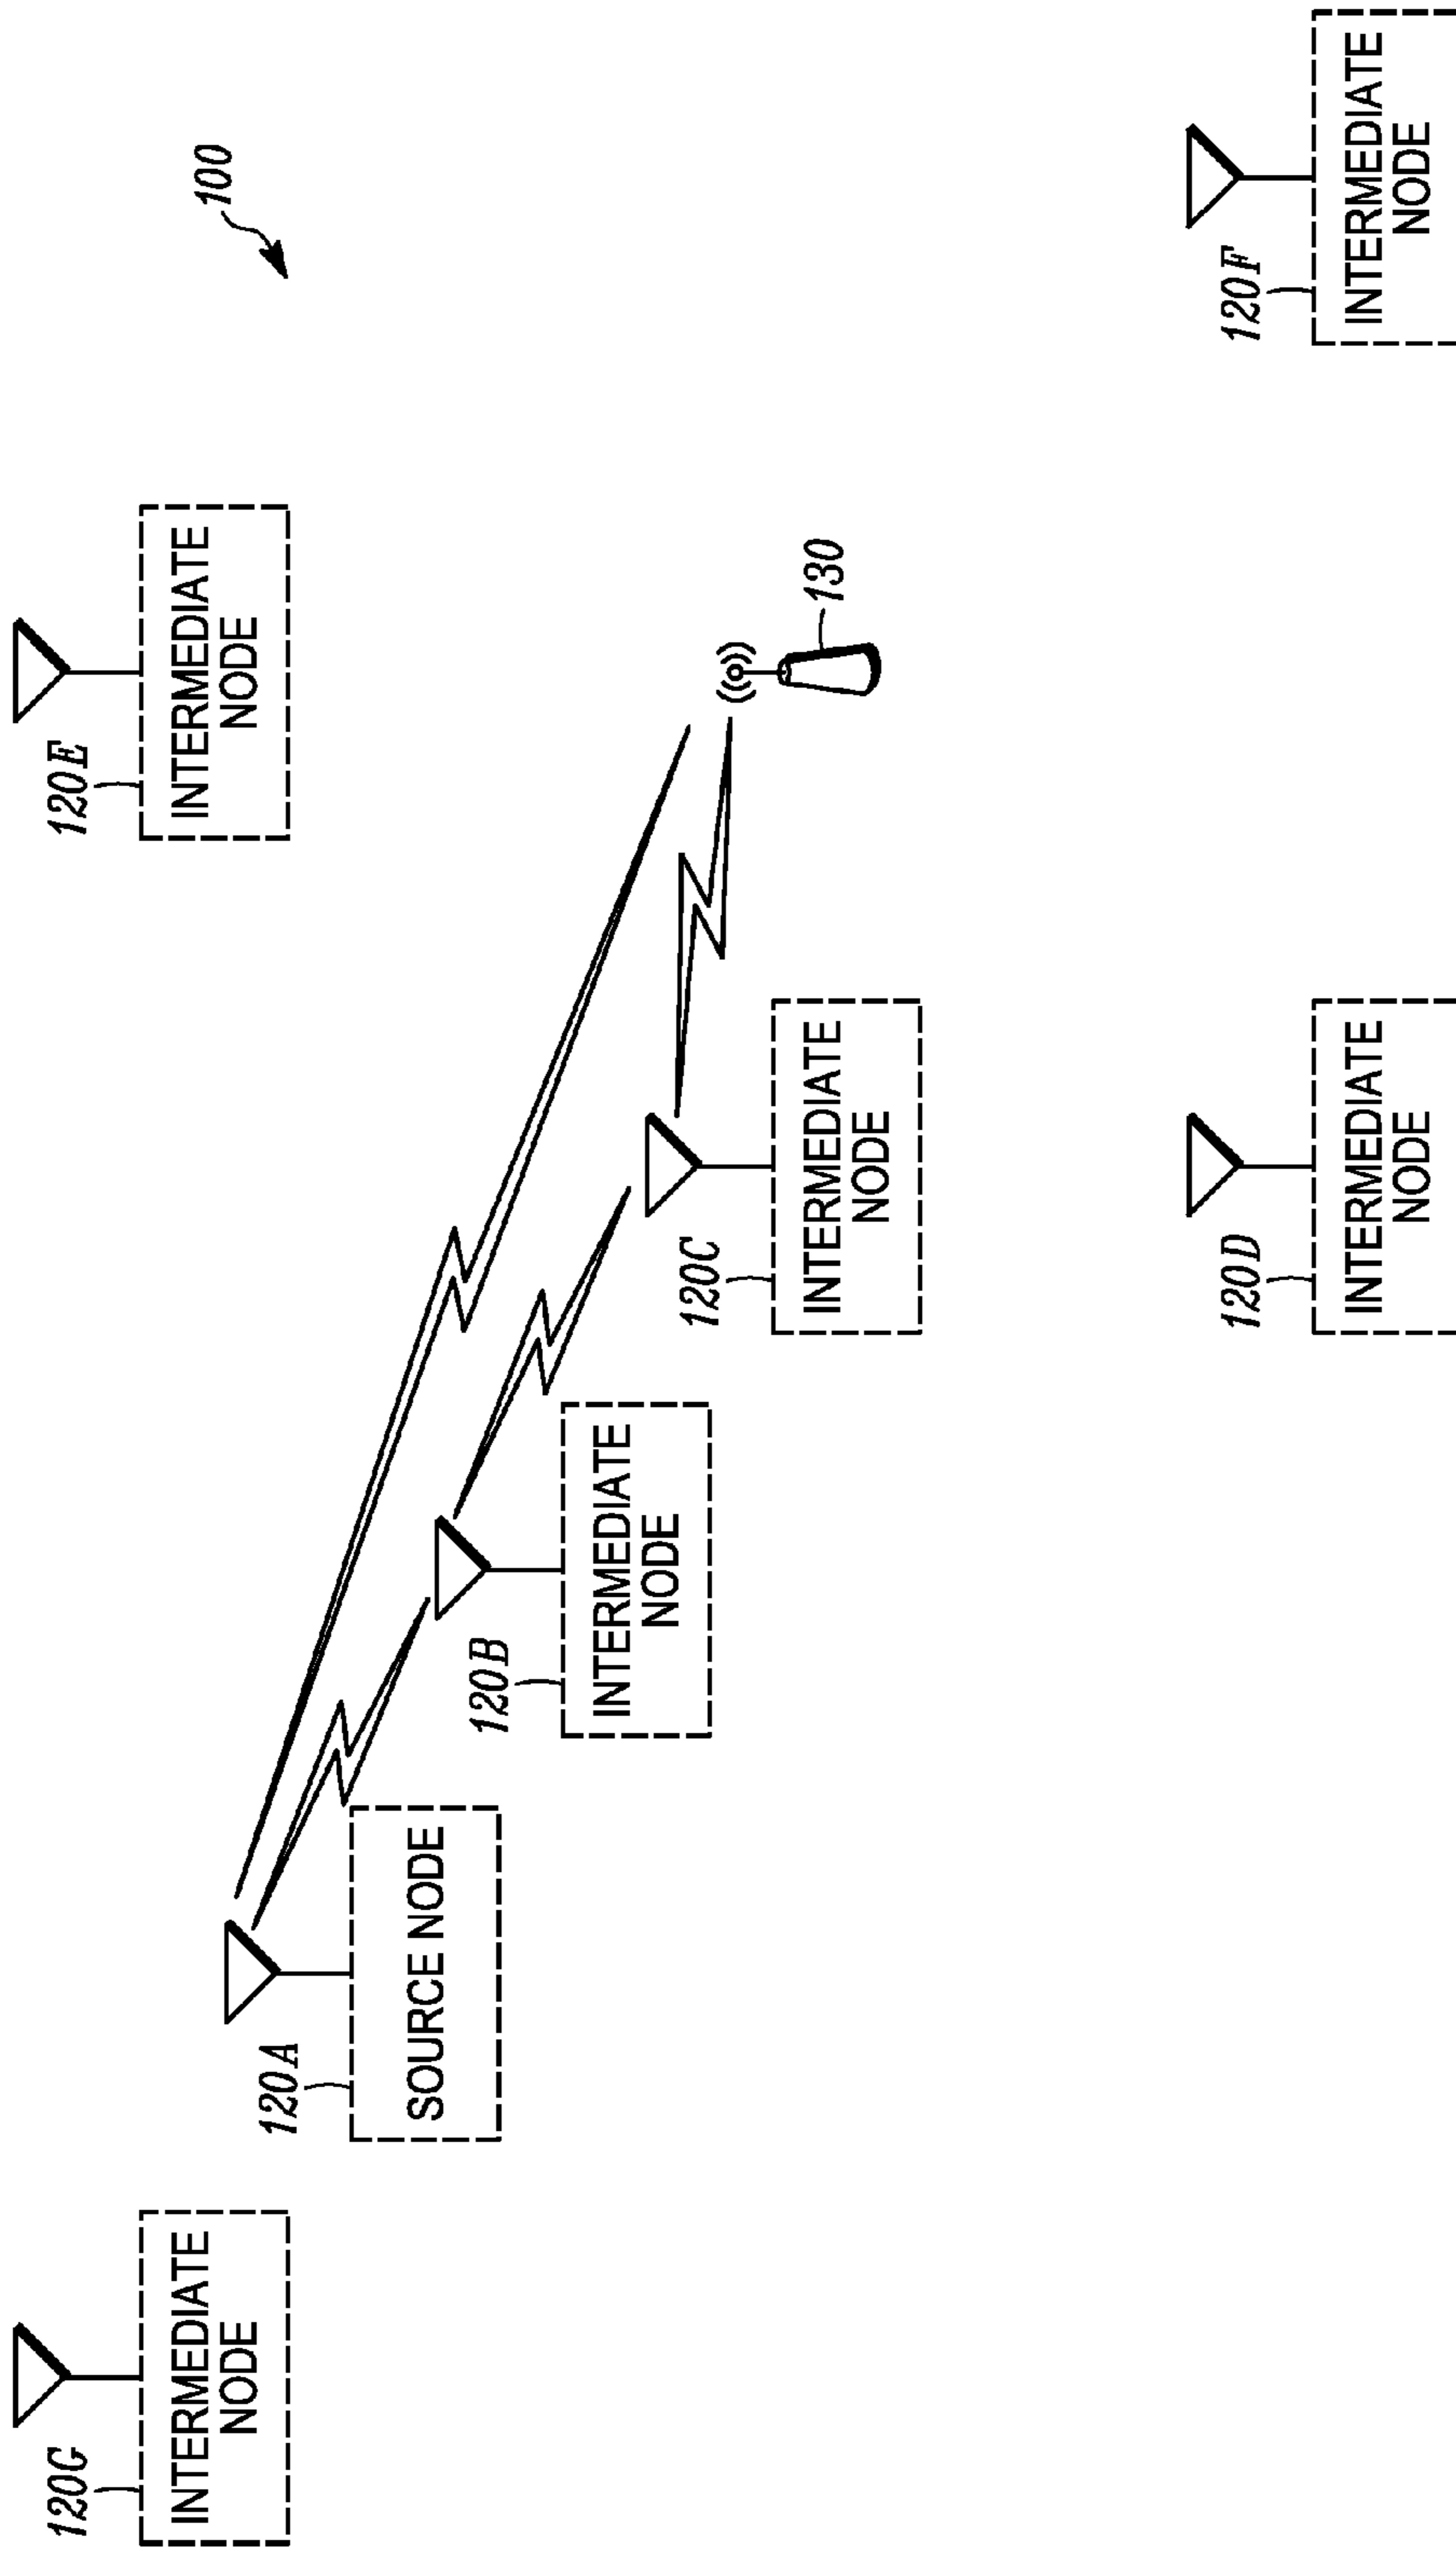 100
120G
INTERMEDIATE
NODE
120E
INTERMEDIATE
NODE
120A
SOURCE NODE
120B
INTERMEDIATE
NODE
120C
INTERMEDIATE
NODE
130
120D
INTERMEDIATE
NODE
120F
INTERMEDIATE
NODE